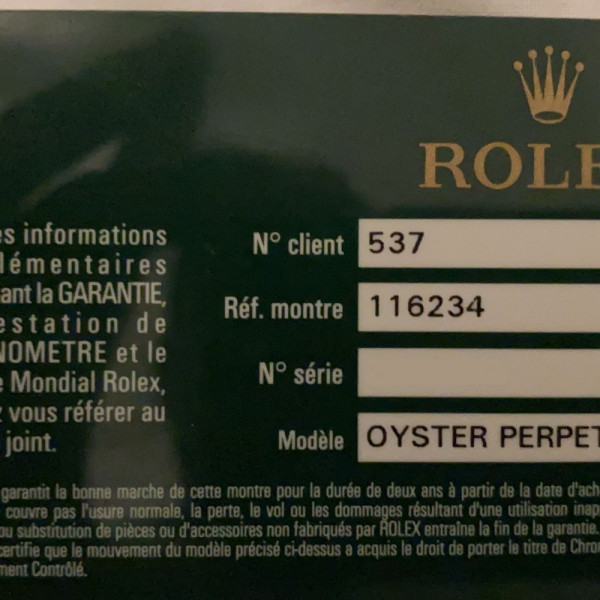 ROLE
es informations
lémentaires
ant la GARANTIE,
estation de
NOMETRE et le
e Mondial Rolex,
z vous référer au
joint.
N° client 537
Réf. montre 116234
N° série
Modèle OYSTER PERPET
garantit la bonne marche de cette montre pour la durée de deux ans à partir de la date d'ach
couvre pas l'usure normale, la perte, le vol ou les dommages résultant d'une utilisation inap
ou substitution de pièces ou d'accessoires non fabriqués par ROLEX entraîne la fin de la garantie.
certifie que le mouvement du modèle précisé ci-dessus a acquis le droit de porter le titre de Chron
ment Contrôlé.